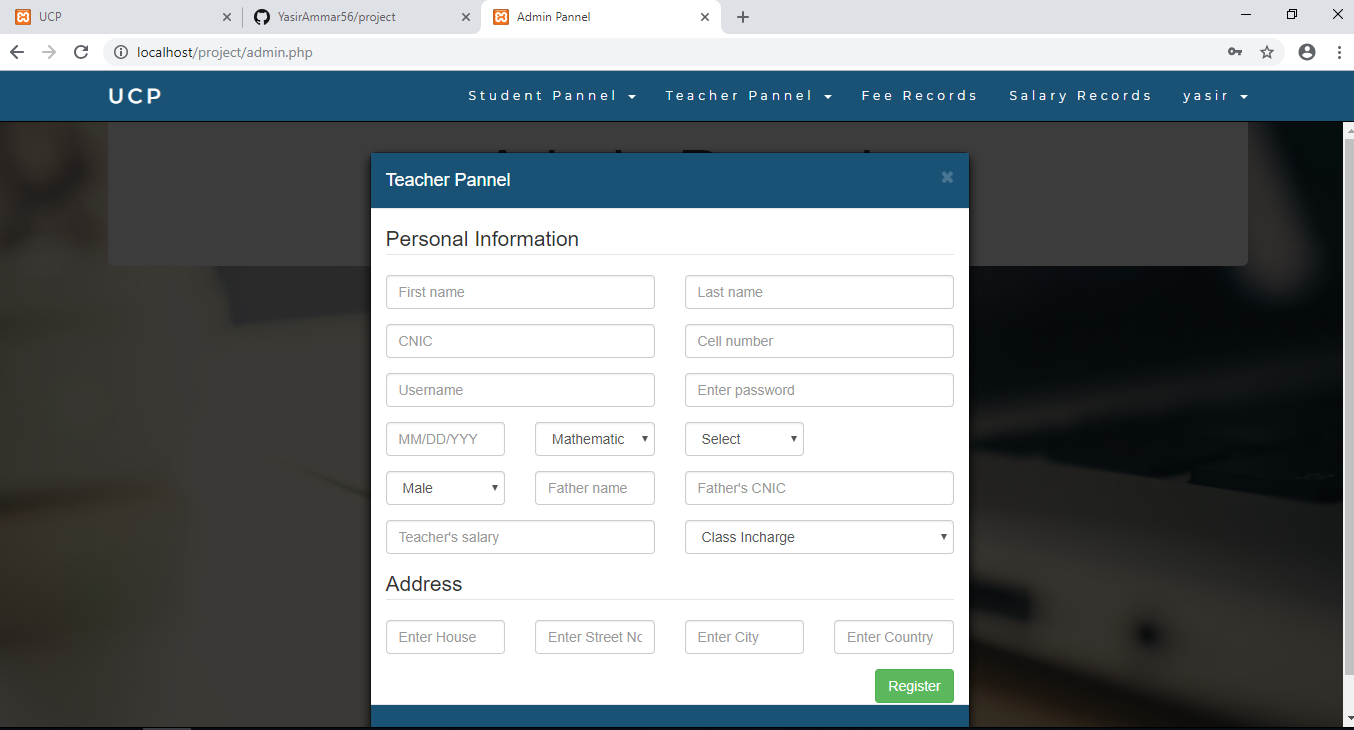 UCP
YasirAmmar56/project
Admin Pannel
localhost/project/admin.php
UCP Student Pannel Teacher Pannel Fee Records Salary Records yasir
Teacher Pannel
Personal Information
First name Last name
CNIC Cell number
Username Enter password
MM/DD/YYY Mathematic Select
Male Father name Father's CNIC
Teacher's salary Class Incharge
Address
Enter House Enter Street Nc Enter City Enter Country
Register